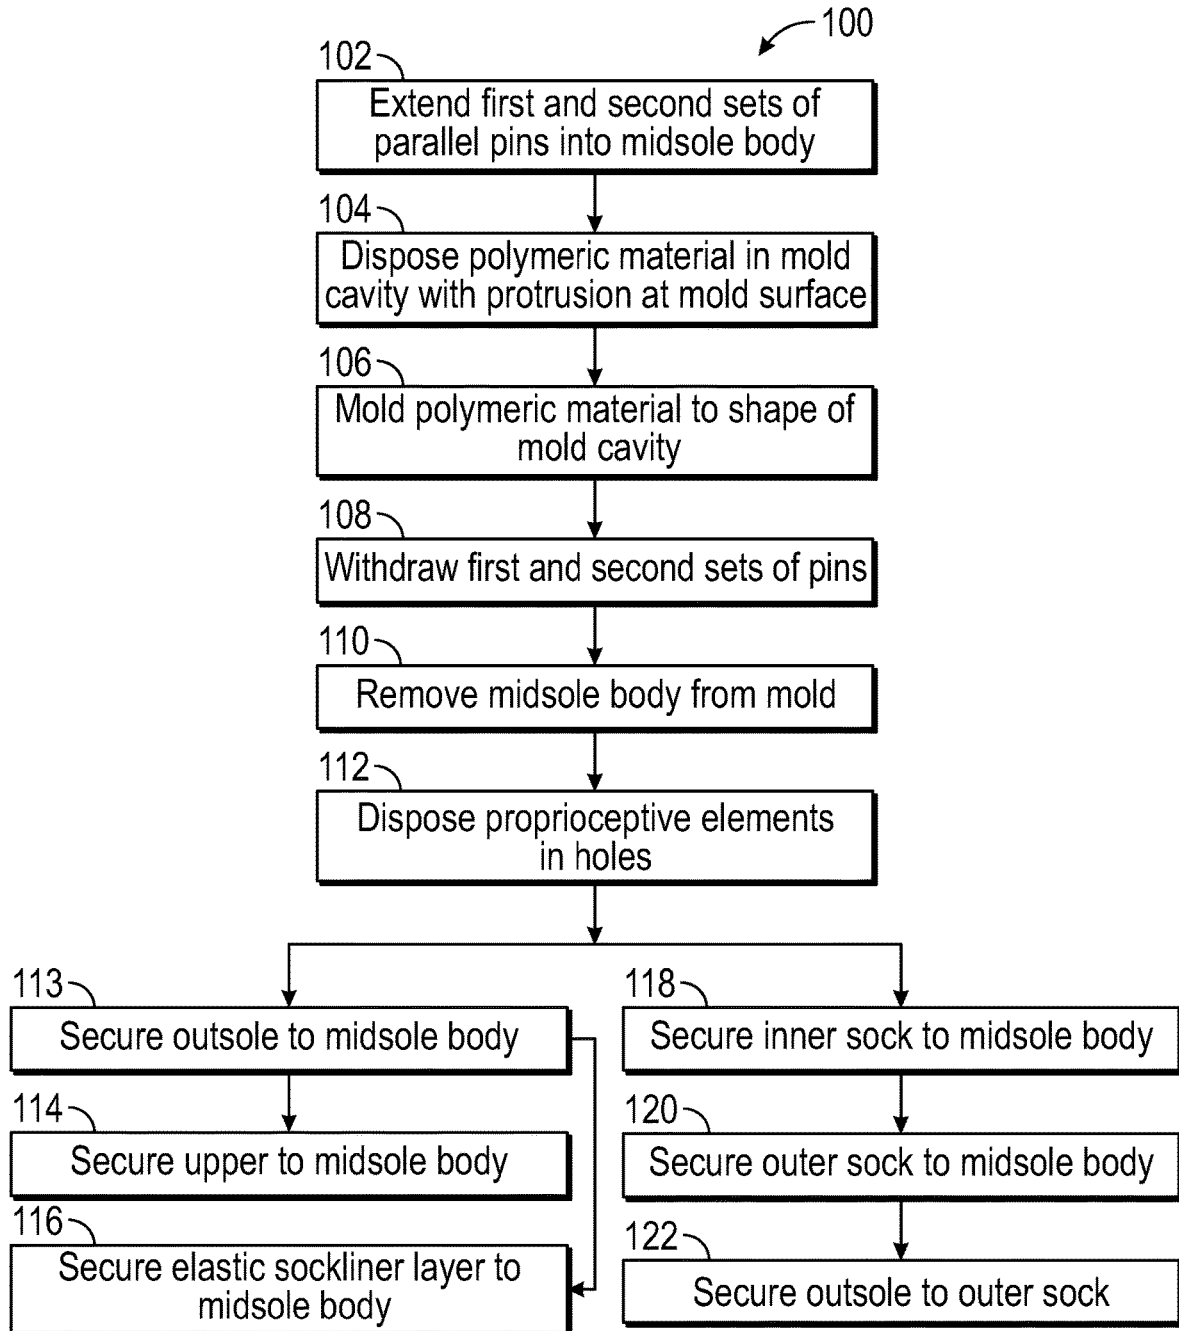 100
102
Extend first and second sets of
parallel pins into midsole body
104
Dispose polymeric material in mold
cavity with protrusion at mold surface
106
Mold polymeric material to shape of
mold cavity
108
Withdraw first and second sets of pins
110
Remove midsole body from mold
112
Dispose proprioceptive elements
in holes
113
Secure outsole to midsole body
114
Secure upper to midsole body
116
Secure elastic sockliner layer to
midsole body
118
Secure inner sock to midsole body
120
Secure outer sock to midsole body
122
Secure outsole to outer sock